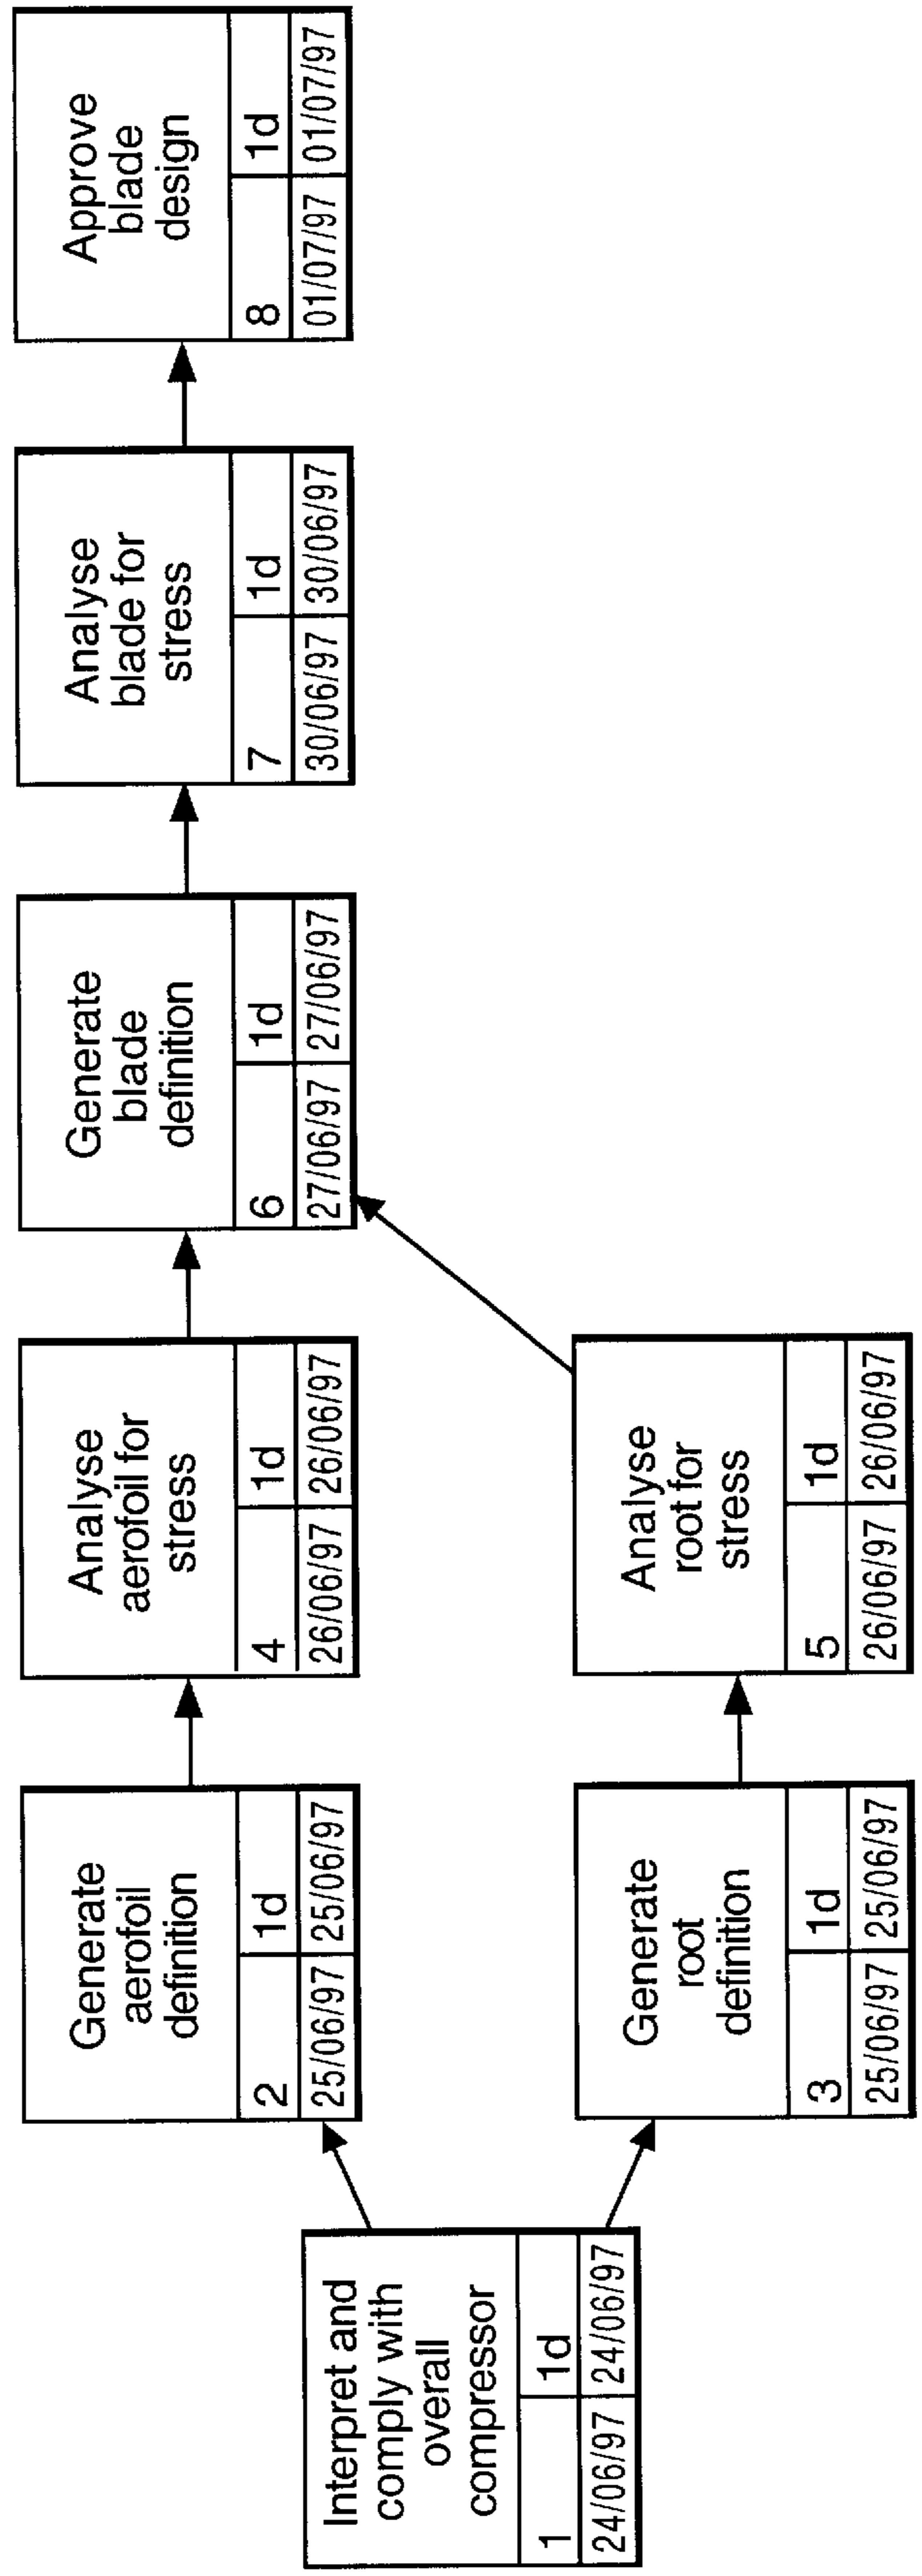 Interpret and
comply with
overall
compressor
1 1d
24/06/97 24/06/97
Generate
aerofoil
definition
2 1d
25/06/97 25/06/97
Generate
root
definition
3 1d
25/06/97 25/06/97
Analyse
aerofoil for
stress
4 1d
26/06/97 26/06/97
Analyse
root for
stress
5 1d
26/06/97 26/06/97
Generate
blade
definition
6 1d
27/06/97 27/06/97
Analyse
blade for
stress
7 1d
30/06/97 30/06/97
Approve
blade
design
8 1d
01/07/97 01/07/97